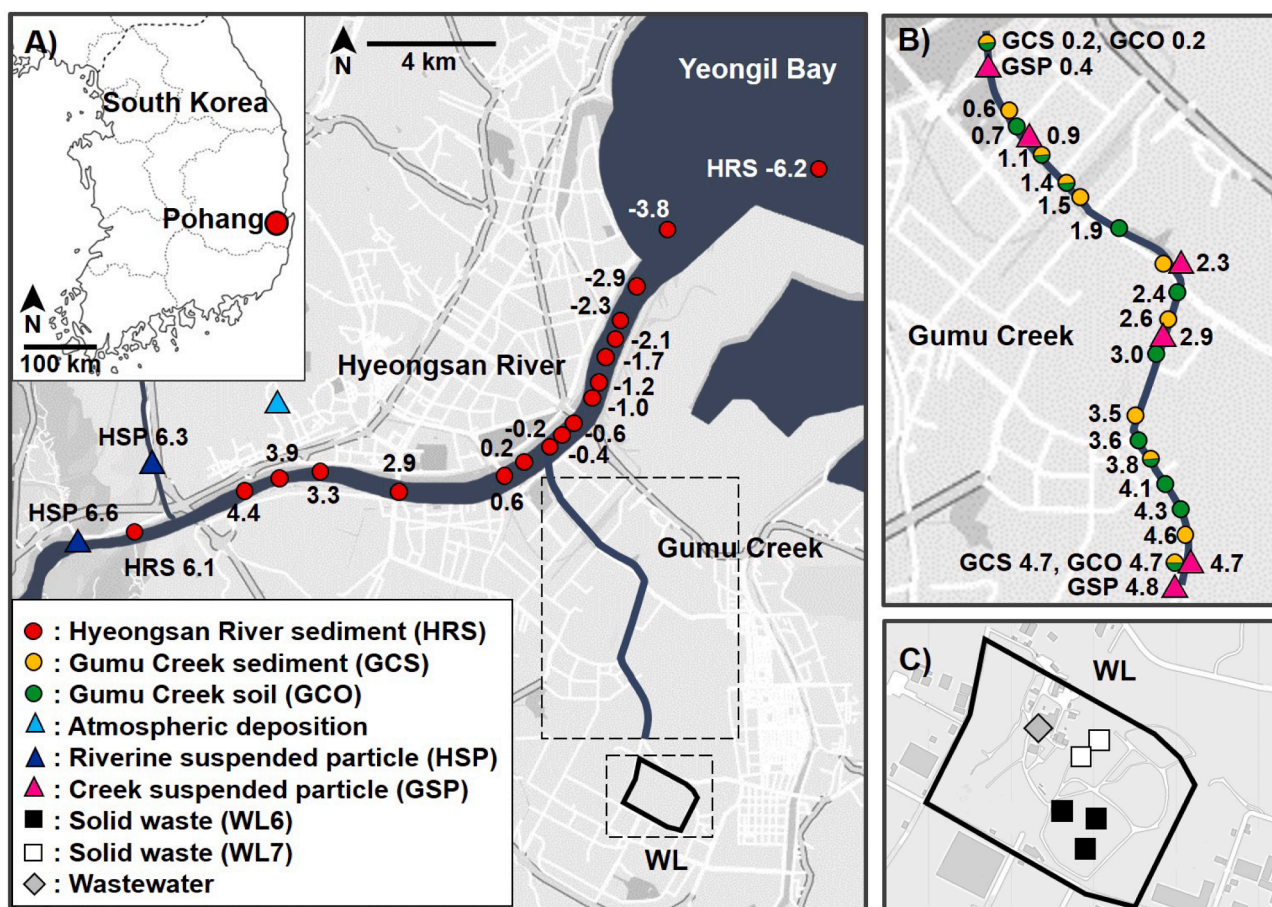 A)
South Korea
Pohang
N
100 km
N
4 km
Yeongil Bay
HRS -6.2
-3.8
-2.9
-2.3
-2.1
-1.7
-1.2
-1.0
-0.6
-0.4
-0.2
0.2
0.6
Hyeongsan River
2.9
3.3
3.9
4.4
HSP 6.3
HSP 6.6
HRS 6.1
Gumu Creek
WL
: Hyeongsan River sediment (HRS)
: Gumu Creek sediment (GCS)
: Gumu Creek soil (GCO)
: Atmospheric deposition
: Riverine suspended particle (HSP)
: Creek suspended particle (GSP)
: Solid waste (WL6)
: Solid waste (WL7)
: Wastewater
B)
GCS 0.2, GCO 0.2
GSP 0.4
0.6
0.7
0.9
1.1
1.4
1.5
1.9
2.3
2.4
2.6
2.9
3.0
Gumu Creek
3.5
3.6
3.8
4.1
4.3
4.6
GCS 4.7, GCO 4.7
4.7
GSP 4.8
C)
WL